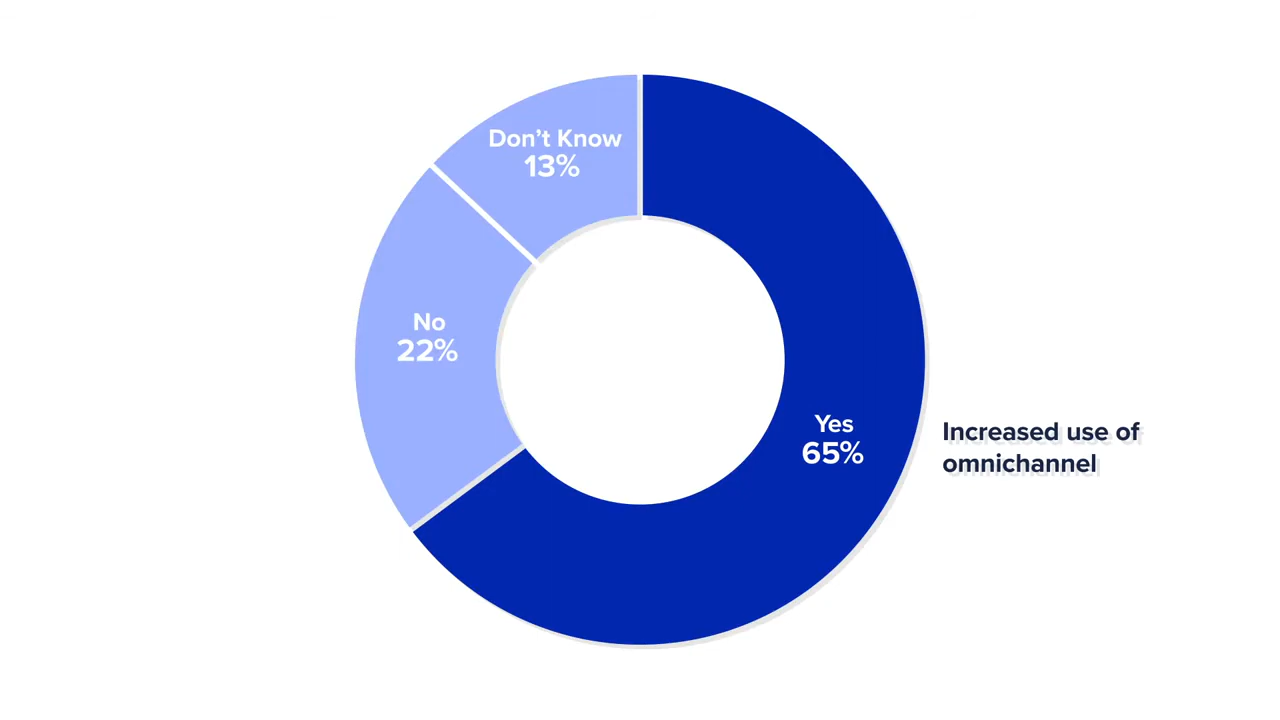 Don’t Know
13%
No
22%
Yes
65%
Increased use of
omnichannel